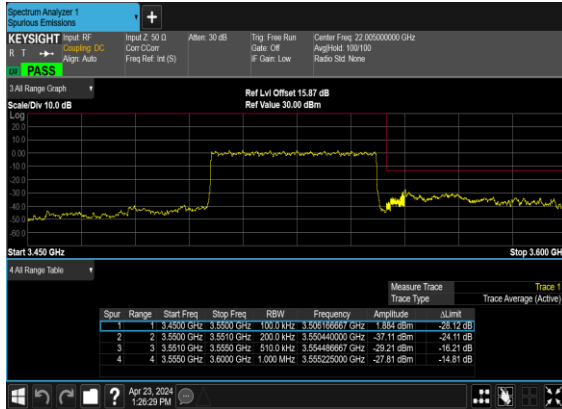 Spectrum Analyzer 1
Spurious Emissions
KEYSIGHT Input: RF Input Z: 50 Ω Atten: 30 dB Trig: Free Run Center Freq: 22.005000000 GHz
R T Coupling: DC Corr CCorr Gate: Off Avg|Hold: 100/100
Align: Auto Freq Ref: Int (S) IF Gain: Low Radio Std: None
PASS
3 All Range Graph Ref Lvl Offset 15.87 dB
Scale/Div 10.0 dB Ref Value 30.00 dBm
Log
20.0
10.0
0.00
-10.0
-20.0
-30.0
-40.0
-50.0
-60.0
Start 3.450 GHz Stop 3.600 GH
4 All Range Table
Measure Trace Trace 1
Trace Type Trace Average (Active)
Spur Range Start Freq Stop Freq RBW Frequency Amplitude ΔLimit
1 1 3.4500 GHz 3.5500 GHz 100.0 kHz 3.506166667 GHz 1.884 dBm -28.12 dB
2 2 3.5500 GHz 3.5510 GHz 200.0 kHz 3.550440000 GHz -37.11 dBm -24.11 dB
3 3 3.5510 GHz 3.5550 GHz 510.0 kHz 3.554486667 GHz -29.21 dBm -16.21 dB
4 4 3.5550 GHz 3.6000 GHz 1.000 MHz 3.555225000 GHz -27.81 dBm -14.81 dB
? Apr 23, 2024
1:26:29 PM